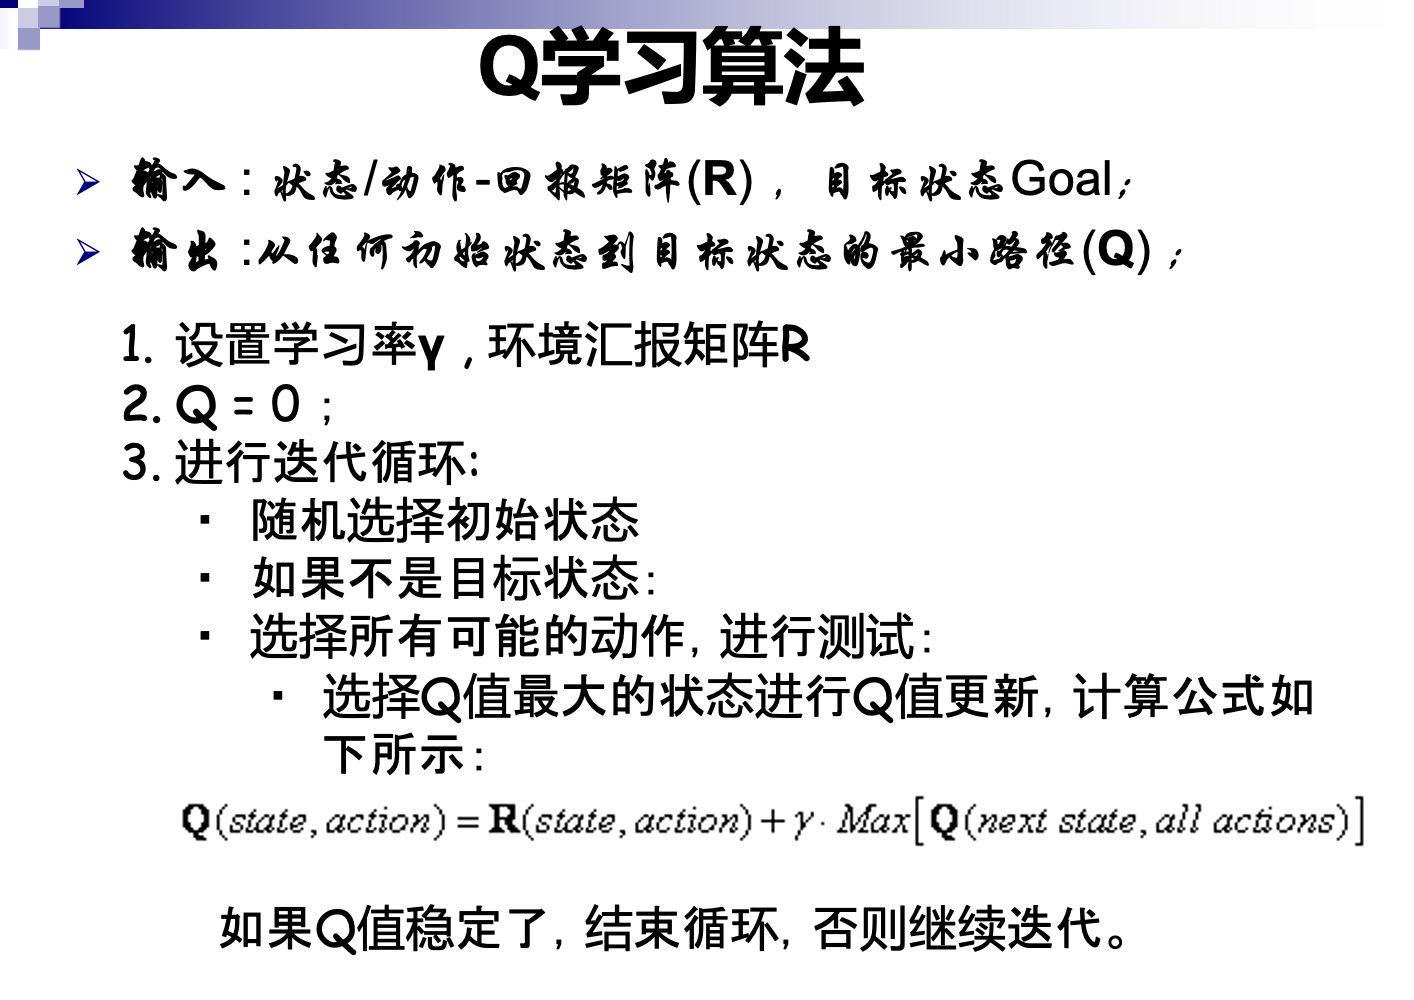 Q学习算法
➢ 输入：状态/动作-回报矩阵(R)，目标状态Goal；
➢ 输出:从任何初始状态到目标状态的最小路径(Q)；
1. 设置学习率γ，环境汇报矩阵R
2. Q = 0；
3. 进行迭代循环:
▪ 随机选择初始状态
▪ 如果不是目标状态:
▪ 选择所有可能的动作, 进行测试:
▪ 选择Q值最大的状态进行Q值更新, 计算公式如
下所示:
Q(state, action) = R(state, action) + γ · Max[Q(next state, all actions)]
如果Q值稳定了, 结束循环, 否则继续迭代。